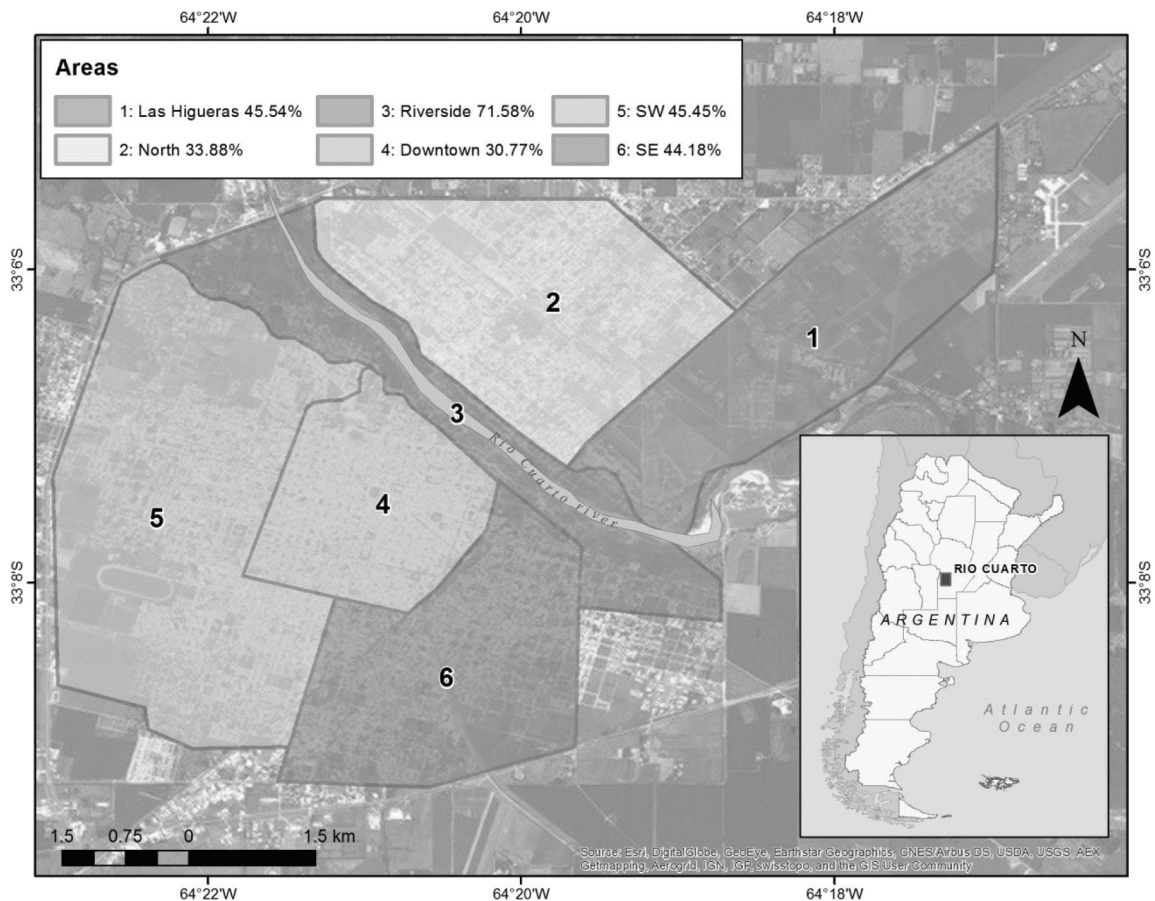 64°22'W 64°20'W 64°18'W
Areas
1: Las Higueras 45.54% 3: Riverside 71.58% 5: SW 45.45%
2: North 33.88% 4: Downtown 30.77% 6: SE 44.18%
33°6'S 33°6'S
2
1
N
3
Río Cuarto river
4
5
33°8'S 33°8'S
RIO CUARTO
ARGENTINA
6
Atlantic
Ocean
1.5 0.75 0 1.5 km
Source: Esri, DigitalGlobe, GeoEye, Earthstar Geographics, CNES/Airbus DS, USDA, USGS, AEX,
Getmapping, Aerogrid, IGN, IGP, swisstopo, and the GIS User Community
64°22'W 64°20'W 64°18'W